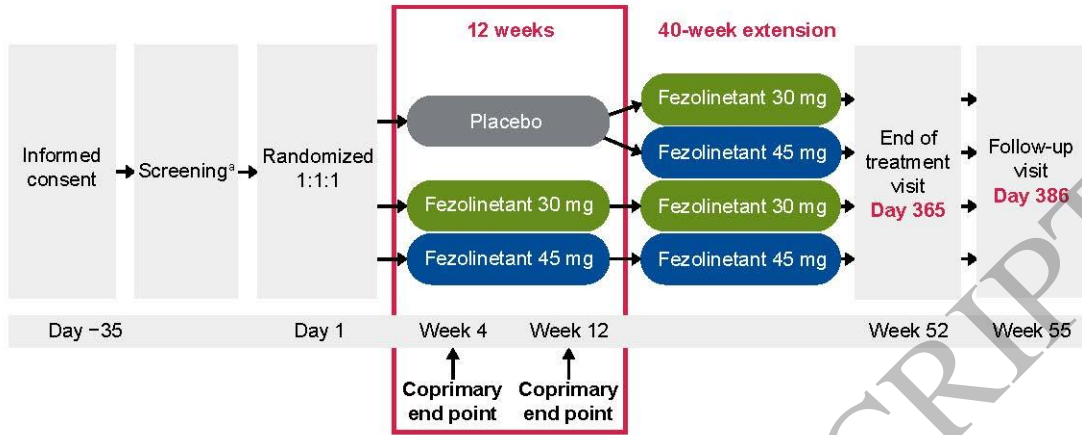 12 weeks
40-week extension
Informed
consent
Screeningᵃ
Randomized
1:1:1
Placebo
Fezolinetant 30 mg
Fezolinetant 45 mg
Fezolinetant 30 mg
Fezolinetant 45 mg
Fezolinetant 30 mg
Fezolinetant 45 mg
End of
treatment
visit
Day 365
Follow-up
visit
Day 386
Day −35
Day 1
Week 4
Week 12
Week 52
Week 55
Coprimary
end point
Coprimary
end point
CRIPT